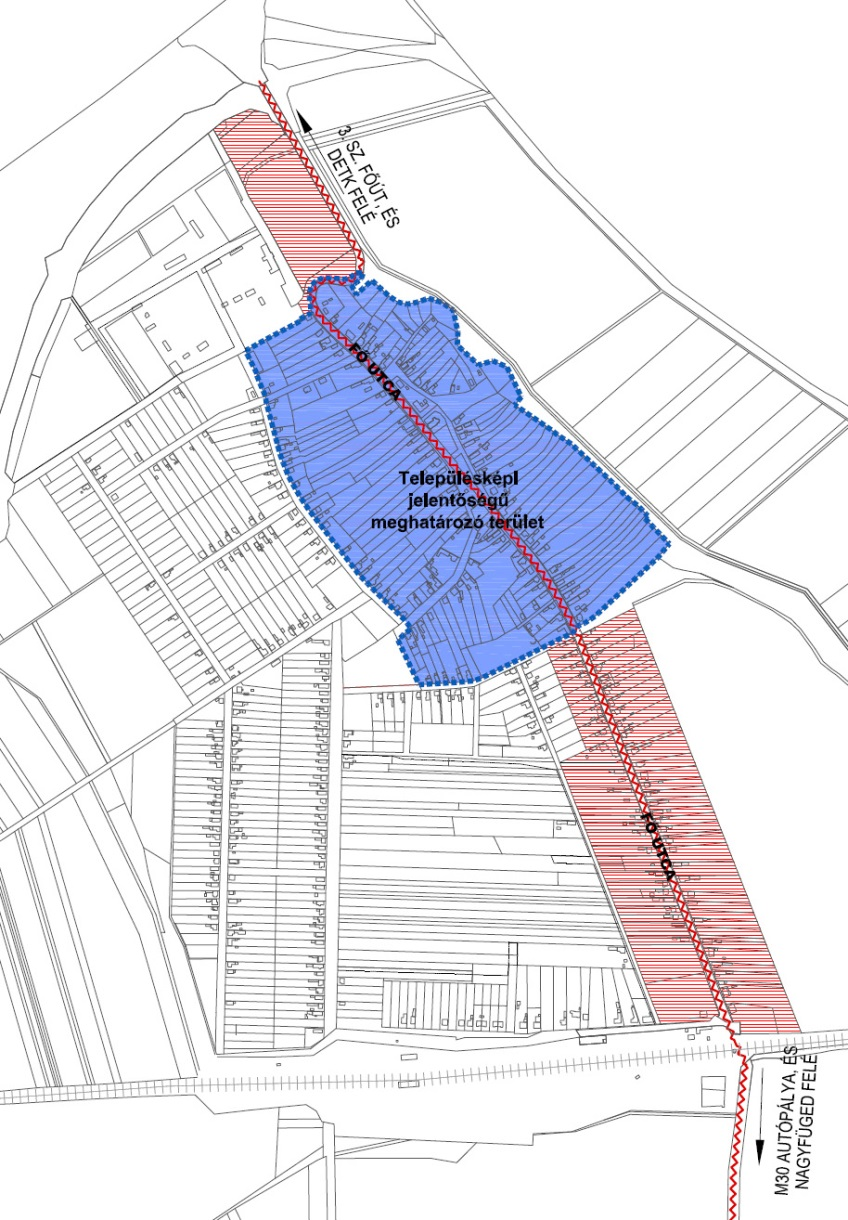 3. SZ. FŐÚT, ÉS
DETK FELÉ
FŐ UTCA
Településképi
jelentőségű
meghatározó terület
FŐ UTCA
M30 AUTÓPÁLYA, ÉS
NAGYFÜGED FELÉ